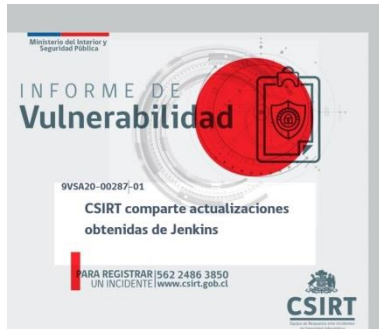 Ministerio del Interior y
Seguridad Pública
INFORME DE
Vulnerabilidad
9VSA20-00287-01
CSIRT comparte actualizaciones
obtenidas de Jenkins
PARA REGISTRAR | 562 2486 3850
UN INCIDENTE | www.csirt.gob.cl
CSIRT